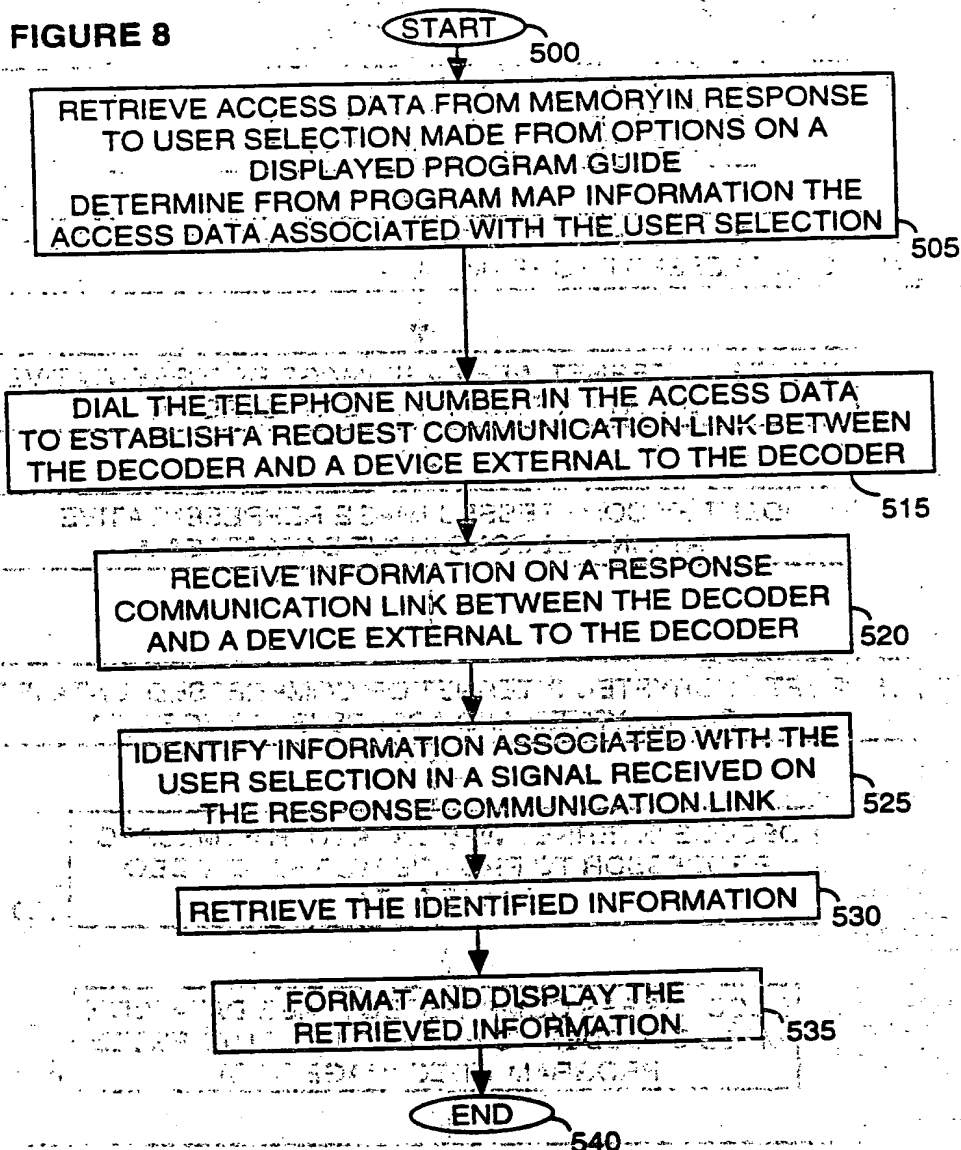 FIGURE 8
START
500
RETRIEVE ACCESS DATA FROM MEMORYIN RESPONSE
TO USER SELECTION MADE FROM OPTIONS ON A
DISPLAYED PROGRAM GUIDE
DETERMINE FROM PROGRAM MAP INFORMATION THE
ACCESS DATA ASSOCIATED WITH THE USER SELECTION
505
DIAL THE TELEPHONE NUMBER IN THE ACCESS DATA
TO ESTABLISH A REQUEST COMMUNICATION LINK BETWEEN
THE DECODER AND A DEVICE EXTERNAL TO THE DECODER
515
RECEIVE INFORMATION ON A RESPONSE
COMMUNICATION LINK BETWEEN THE DECODER
AND A DEVICE EXTERNAL TO THE DECODER
520
IDENTIFY INFORMATION ASSOCIATED WITH THE
USER SELECTION IN A SIGNAL RECEIVED ON
THE RESPONSE COMMUNICATION LINK
525
RETRIEVE THE IDENTIFIED INFORMATION
530
FORMAT AND DISPLAY THE
RETRIEVED INFORMATION
535
END
540